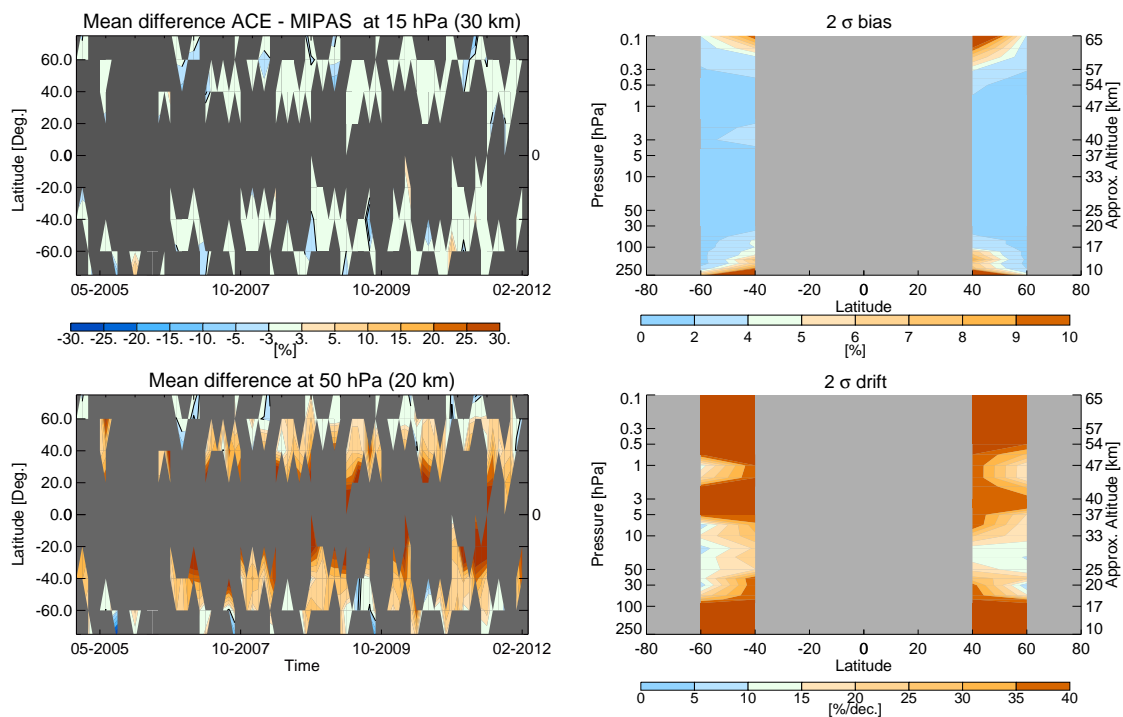 Mean difference ACE - MIPAS at 15 hPa (30 km)
Latitude [Deg.]
60.0
40.0
20.0
0.0
-20.0
-40.0
-60.0
0
05-2005 10-2007 10-2009 02-2012
-30. -25. -20. -15. -10. -5. -3. 3. 5. 10. 15. 20. 25. 30.
[%]
2 σ bias
Pressure [hPa]
0.1
0.3
0.5
1
3
5
10
30
50
100
250
65
57
54
47
40
37
33
25
20
17
10
Approx. Altitude [km]
-80 -60 -40 -20 0 20 40 60 80
Latitude
0 2 4 5 6 7 8 9 10
[%]
Mean difference at 50 hPa (20 km)
Latitude [Deg.]
60.0
40.0
20.0
0.0
-20.0
-40.0
-60.0
0
05-2005 10-2007 10-2009 02-2012
Time
2 σ drift
Pressure [hPa]
0.1
0.3
0.5
1
3
5
10
50
30
100
250
65
57
54
47
40
37
33
25
20
17
10
Approx. Altitude [km]
-80 -60 -40 -20 0 20 40 60 80
Latitude
0 5 10 15 20 25 30 35 40
[%/dec.]